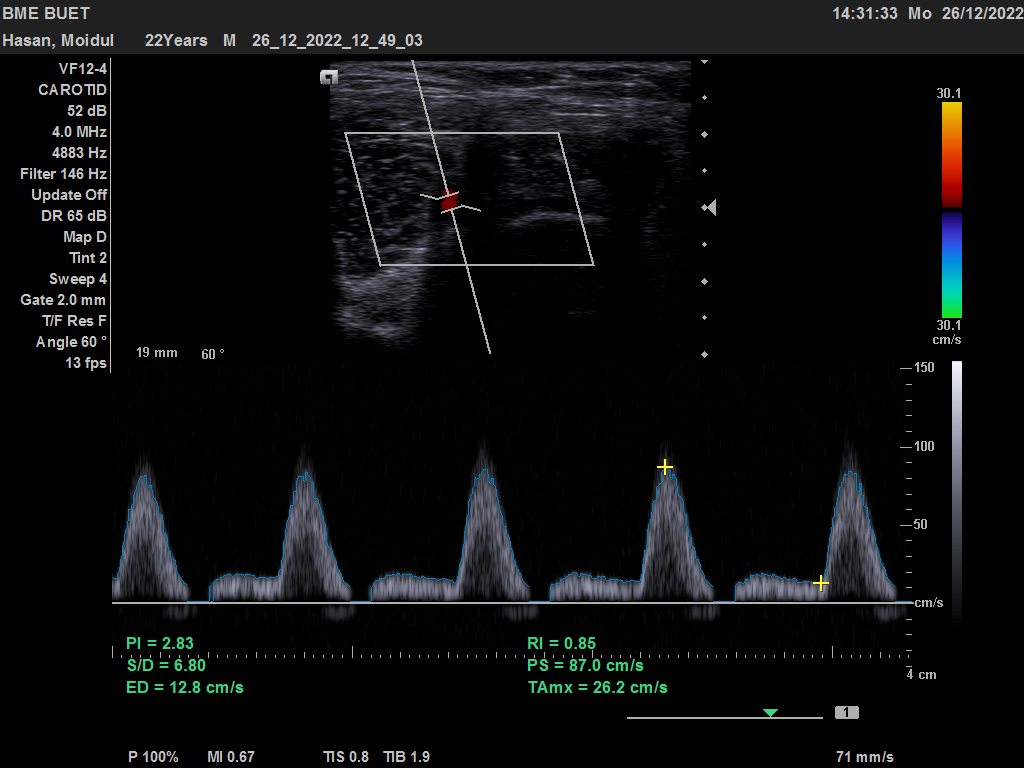 BME BUET 14:31:33 Mo 26/12/2022
Hasan, Moidul 22Years M 26_12_2022_12_49_03
VF12-4
CAROTID
52 dB
4.0 MHz
4883 Hz
Filter 146 Hz
Update Off
DR 65 dB
Map D
Tint 2
Sweep 4
Gate 2.0 mm
T/F Res F
Angle 60 °
13 fps
19 mm 60 °
30.1
30.1
cm/s
150
100
50
cm/s
4 cm
PI = 2.83 RI = 0.85
S/D = 6.80 PS = 87.0 cm/s
ED = 12.8 cm/s TAmx = 26.2 cm/s
1
P 100% MI 0.67 TIS 0.8 TIB 1.9 71 mm/s